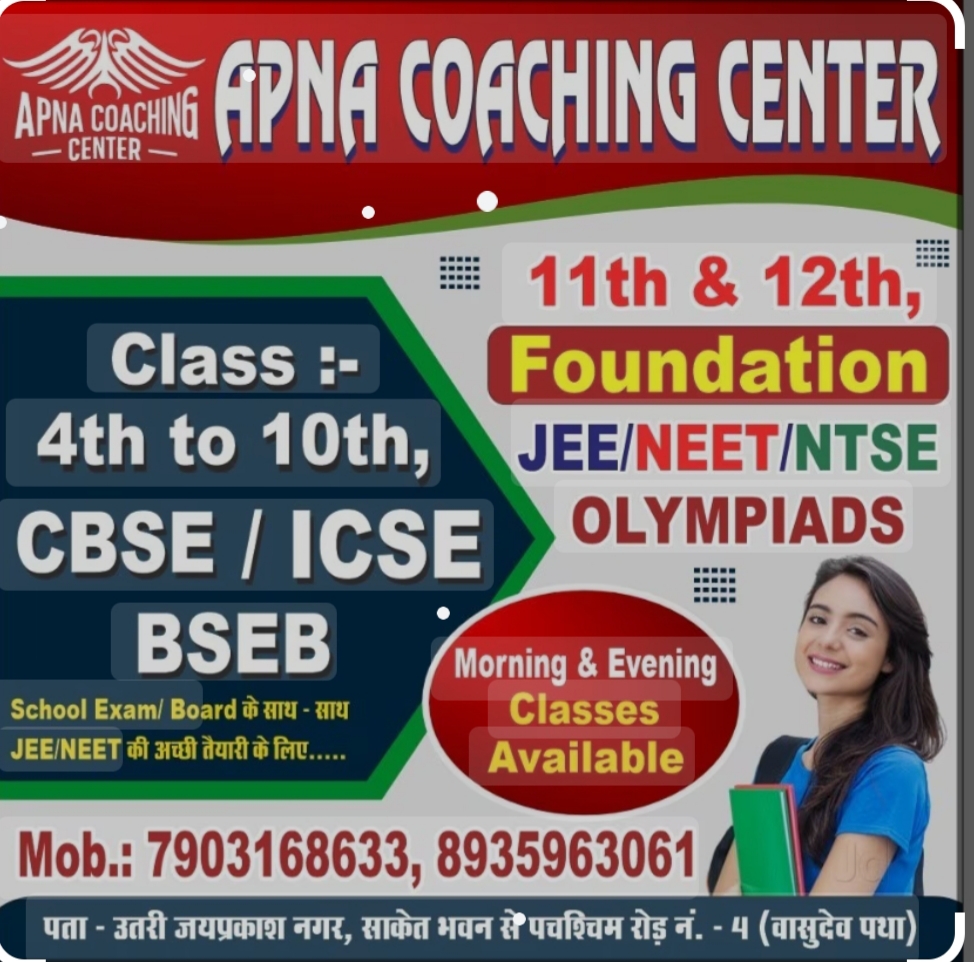 APNA COACHING
CENTER
APNA COACHING CENTER
11th & 12th,
Foundation
JEE/NEET/NTSE
OLYMPIADS
Class :-
4th to 10th,
CBSE / ICSE
BSEB
School Exam/ Board के साथ - साथ
JEE/NEET की अच्छी तैयारी के लिए.....
Morning & Evening
Classes
Available
Mob.: 7903168633, 8935963061
पता - उतरी जयप्रकाश नगर, साकेत भवन से पचश्चिम रोड़ नं. - 4 (वासुदेव पथा)